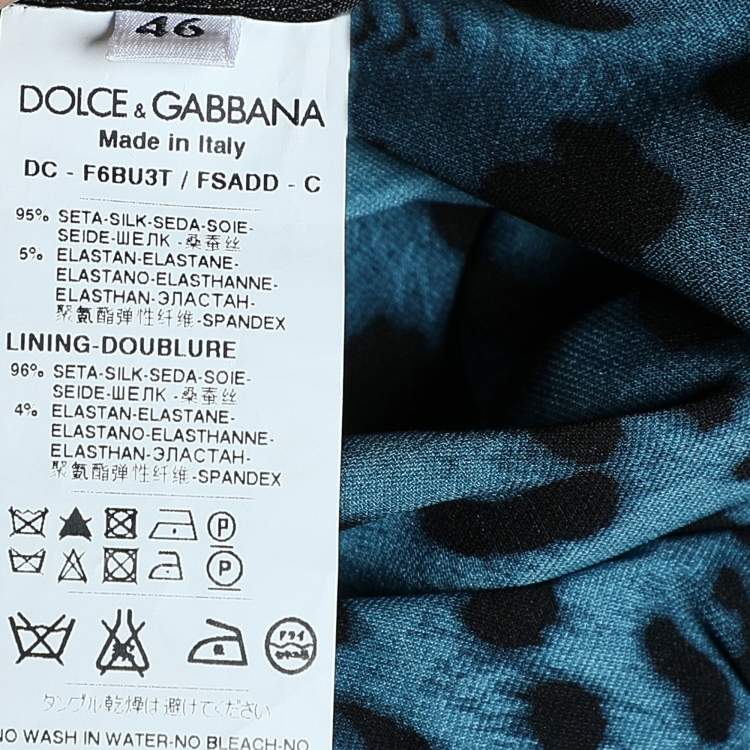 46
DOLCE & GABBANA
Made in Italy
DC - F6BU3T / FSADD - C
95% SETA-SILK-SEDA-SOIE-
SEIDE-ШЕЛК -桑蚕丝
5% ELASTAN-ELASTANE-
ELASTANO-ELASTHANNE-
ELASTHAN-ЭЛАСТАН-
聚氨酯弹性纤维-SPANDEX
LINING-DOUBLURE
96% SETA-SILK-SEDA-SOIE-
SEIDE-ШЕЛК -桑蚕丝
4% ELASTAN-ELASTANE-
ELASTANO-ELASTHANNE-
ELASTHAN-ЭЛАСТАН-
聚氨酯弹性纤维-SPANDEX
P
P
ドライ
タンブル乾燥は避けてください
NO WASH IN WATER-NO BLEACH-NO